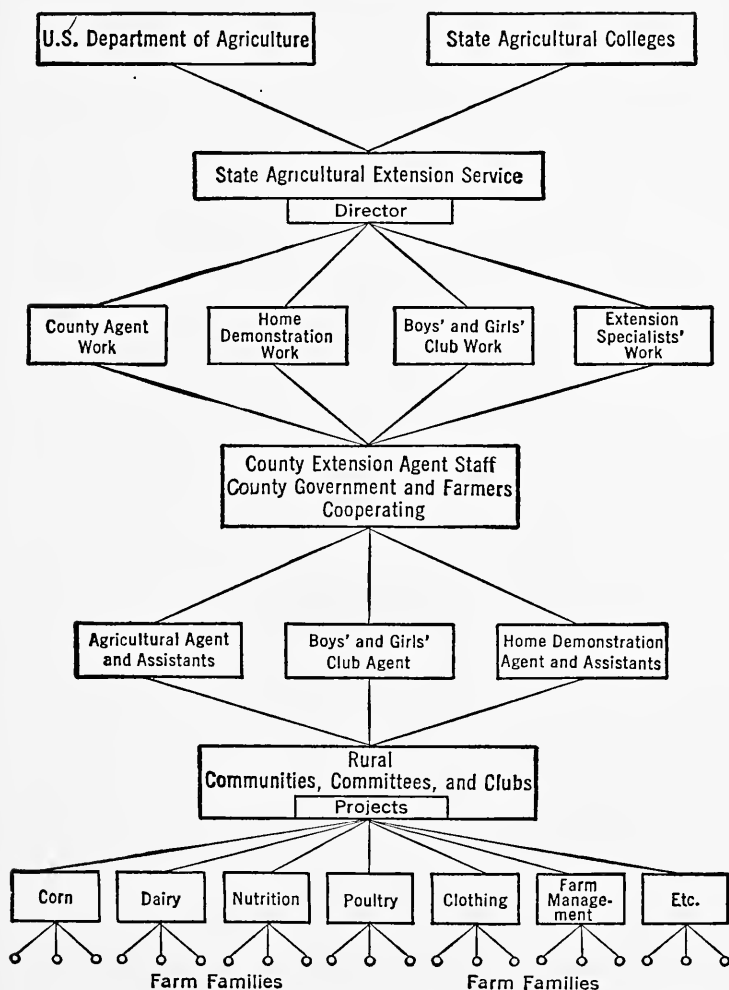 U.S. Department of Agriculture
State Agricultural Colleges
State Agricultural Extension Service
Director
County Agent
Work
Home
Demonstration
Work
Boys' and Girls'
Club Work
Extension
Specialists'
Work
County Extension Agent Staff
County Government and Farmers
Cooperating
Agricultural Agent
and Assistants
Boys' and Girls'
Club Agent
Home Demonstration
Agent and Assistants
Rural
Communities, Committees, and Clubs
Projects
Corn
Dairy
Nutrition
Poultry
Clothing
Farm
Manage-
ment
Etc.
Farm Families
Farm Families